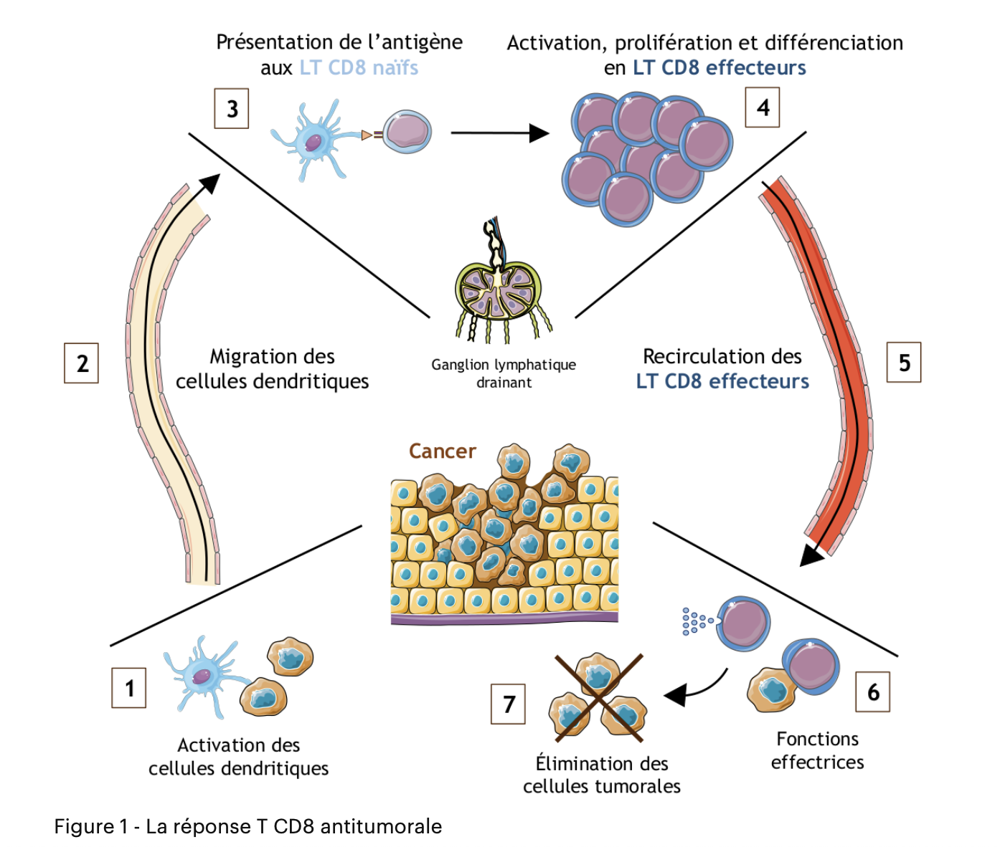 Présentation de l’antigène
aux LT CD8 naïfs
3
Activation, prolifération et différenciation
en LT CD8 effecteurs
4
2
Migration des
cellules dendritiques
Ganglion lymphatique
drainant
Recirculation des
LT CD8 effecteurs
5
Cancer
1
Activation des
cellules dendritiques
7
Élimination des
cellules tumorales
6
Fonctions
effectrices
Figure 1 - La réponse T CD8 antitumorale